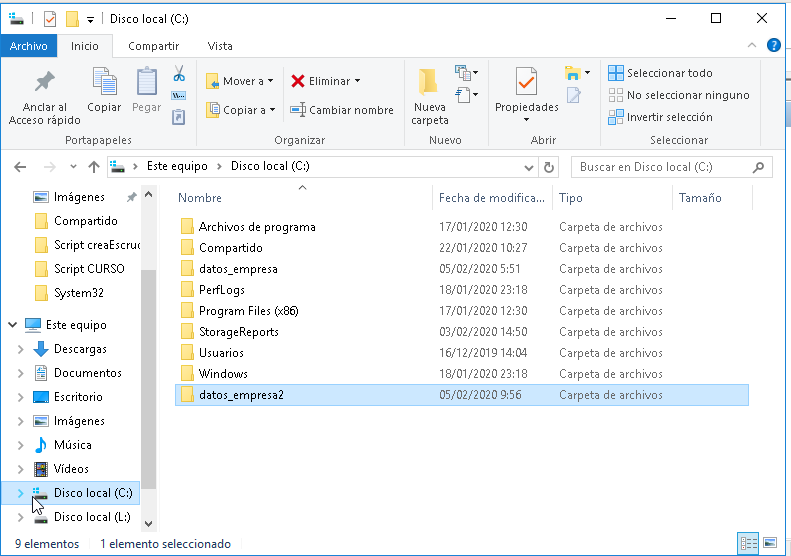 Disco local (C:)
Archivo Inicio Compartir Vista
Anclar al Acceso rápido
Copiar
Pegar
Mover a
Copiar a
Eliminar
Cambiar nombre
Nueva carpeta
Propiedades
Seleccionar todo
No seleccionar ninguno
Invertir selección
Portapapeles Organizar Nuevo Abrir Seleccionar
Este equipo > Disco local (C:)
Buscar en Disco local (C:)
Imágenes
Compartido
Script creaEscruc
Script CURSO
System32
Este equipo
Descargas
Documentos
Escritorio
Imágenes
Música
Vídeos
Disco local (C:)
Disco local (L:)
Nombre Fecha de modifica... Tipo Tamaño
Archivos de programa 17/01/2020 12:30 Carpeta de archivos
Compartido 22/01/2020 10:27 Carpeta de archivos
datos_empresa 05/02/2020 5:51 Carpeta de archivos
PerfLogs 18/01/2020 23:18 Carpeta de archivos
Program Files (x86) 17/01/2020 12:30 Carpeta de archivos
StorageReports 03/02/2020 14:50 Carpeta de archivos
Usuarios 16/12/2019 14:04 Carpeta de archivos
Windows 18/01/2020 23:18 Carpeta de archivos
datos_empresa2 05/02/2020 9:56 Carpeta de archivos
9 elementos 1 elemento seleccionado